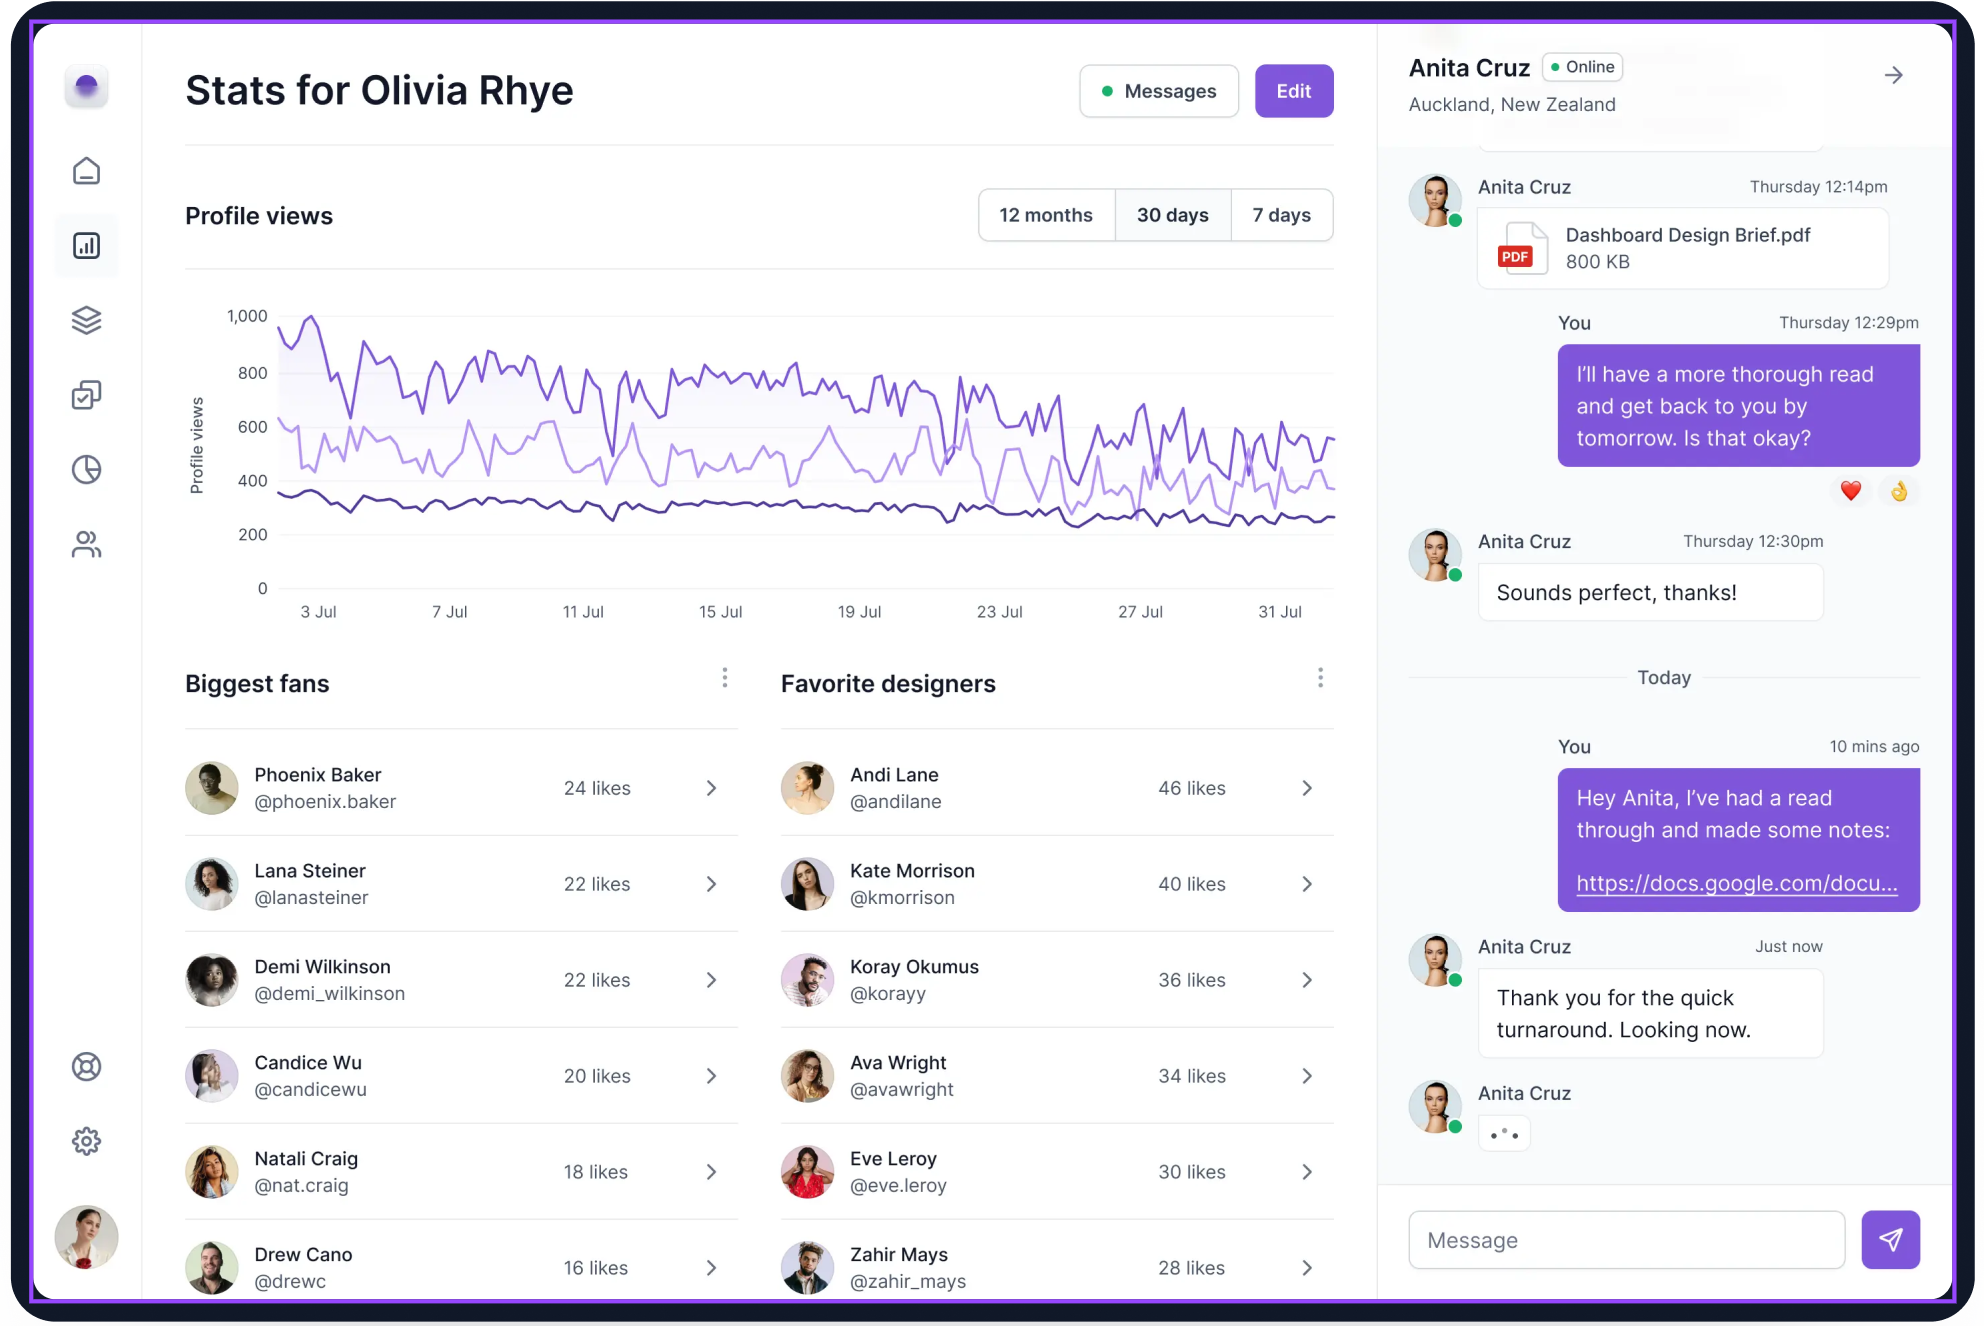 Stats for Olivia Rhye
Messages
Edit
Profile views
12 months
30 days
7 days
Profile views
1,000
800
600
400
200
0
3 Jul
7 Jul
11 Jul
15 Jul
19 Jul
23 Jul
27 Jul
31 Jul
Biggest fans
Phoenix Baker
@phoenix.baker
24 likes
Lana Steiner
@lanasteiner
22 likes
Demi Wilkinson
@demi_wilkinson
22 likes
Candice Wu
@candicewu
20 likes
Natali Craig
@nat.craig
18 likes
Drew Cano
@drewc
16 likes
Favorite designers
Andi Lane
@andilane
46 likes
Kate Morrison
@kmorrison
40 likes
Koray Okumus
@korayy
36 likes
Ava Wright
@avawright
34 likes
Eve Leroy
@eve.leroy
30 likes
Zahir Mays
@zahir_mays
28 likes
Anita Cruz
Online
Auckland, New Zealand
Anita Cruz
Thursday 12:14pm
PDF
Dashboard Design Brief.pdf
800 KB
You
Thursday 12:29pm
I’ll have a more thorough read
and get back to you by
tomorrow. Is that okay?
Anita Cruz
Thursday 12:30pm
Sounds perfect, thanks!
Today
You
10 mins ago
Hey Anita, I’ve had a read
through and made some notes:
https://docs.google.com/docu...
Anita Cruz
Just now
Thank you for the quick
turnaround. Looking now.
Anita Cruz
Message